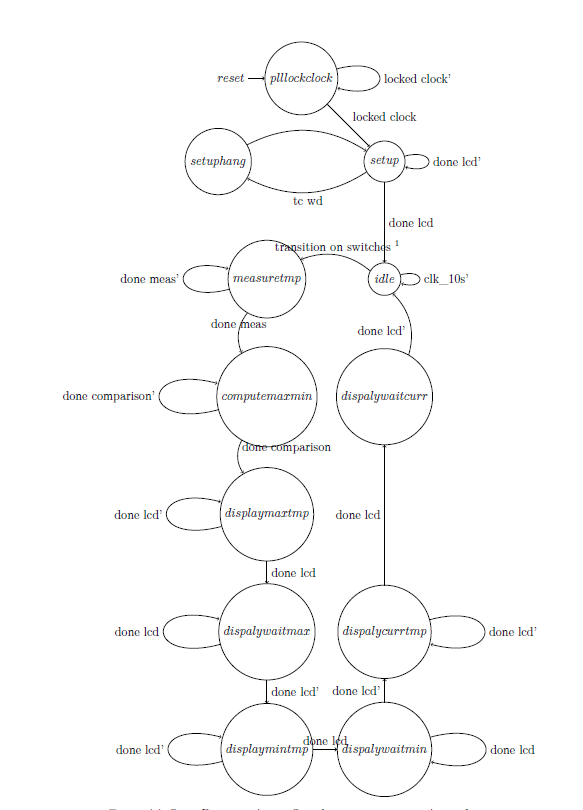 reset plllockclock locked clock'
locked clock
setuphang setup done lcd'
tc wd
done lcd
transition on switches 1
done meas' measuretmp idle clk_10s'
done meas done lcd'
done comparison' computemaxmin dispalywaitcurr
done comparison
done lcd' displaymaxtmp done lcd
done lcd
done lcd dispalywaitmax dispalycurrtmp done lcd'
done lcd' done lcd'
done lcd
done lcd' displaymintmp dispalywaitmin done lcd